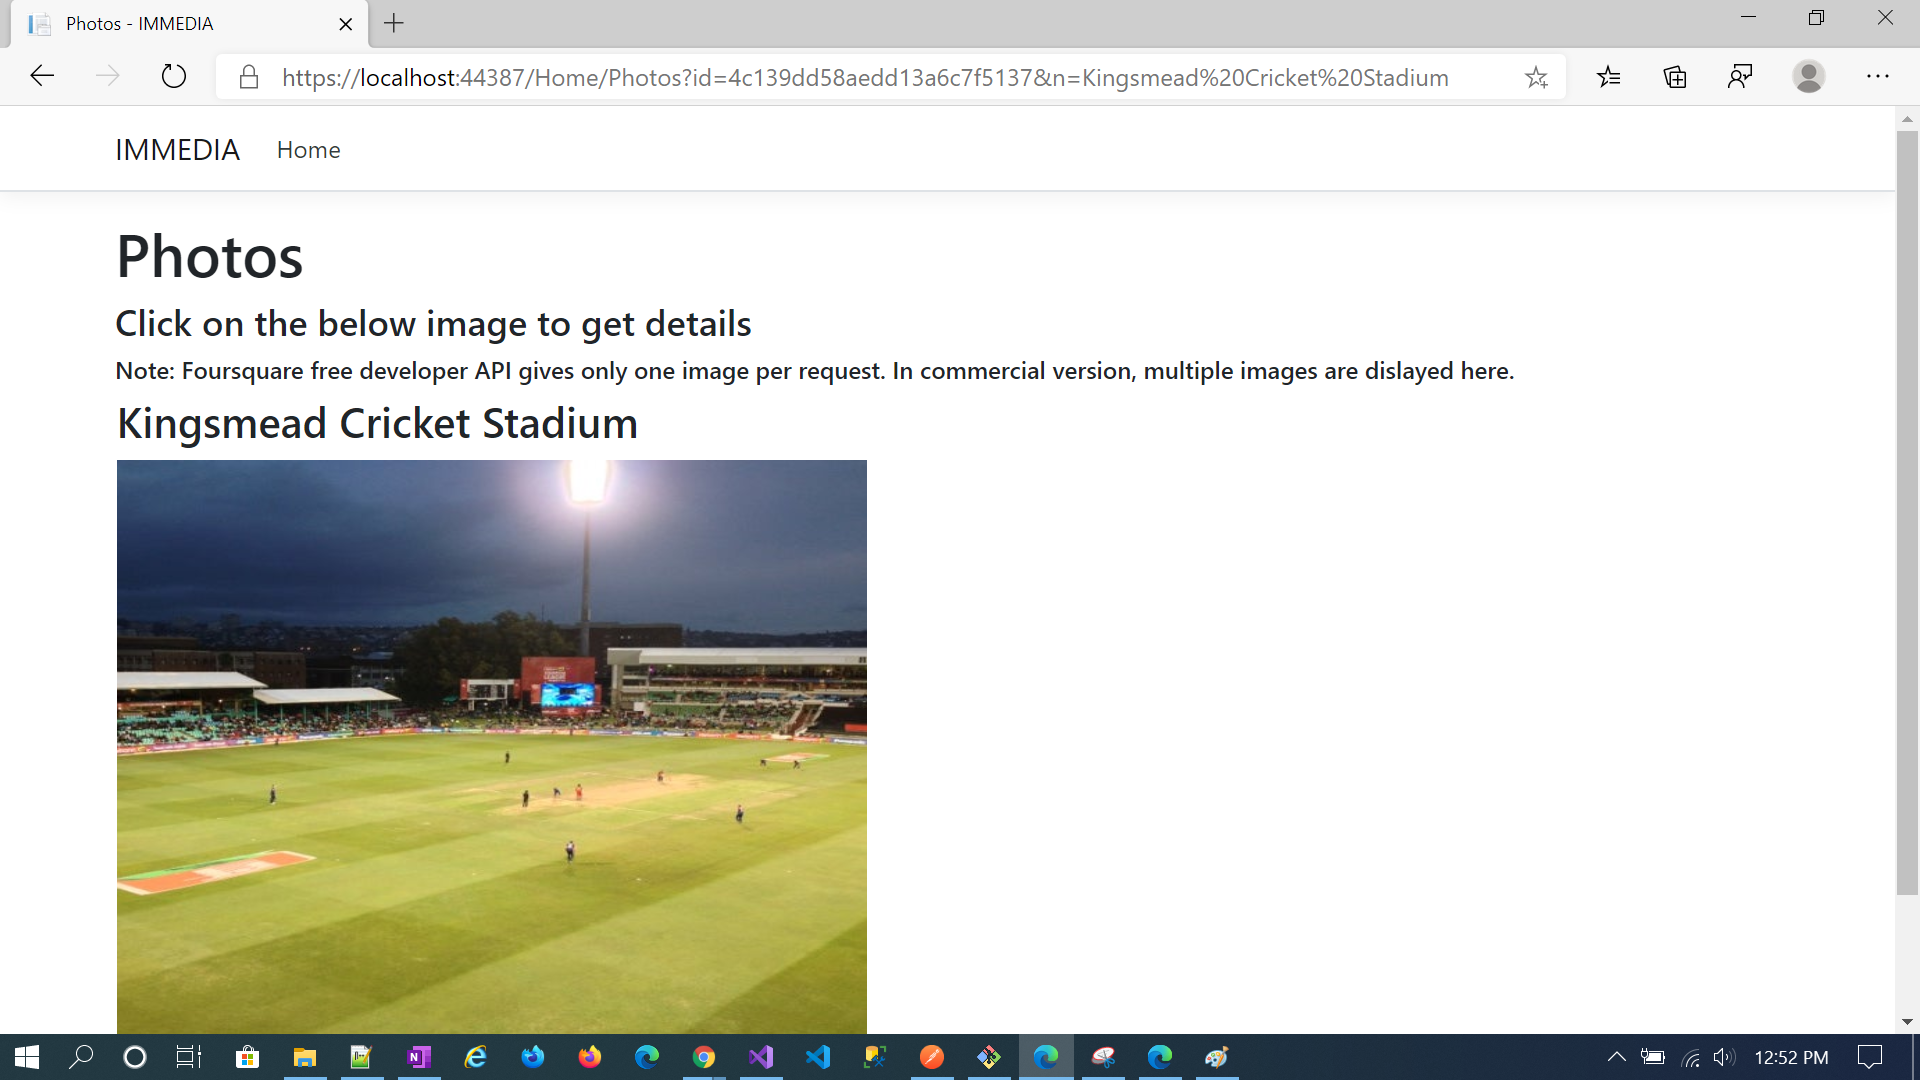 Photos - IMMEDIA
https://localhost:44387/Home/Photos?id=4c139dd58aedd13a6c7f5137&n=Kingsmead%20Cricket%20Stadium
IMMEDIA Home
Photos
Click on the below image to get details
Note: Foursquare free developer API gives only one image per request. In commercial version, multiple images are dislayed here.
Kingsmead Cricket Stadium
12:52 PM